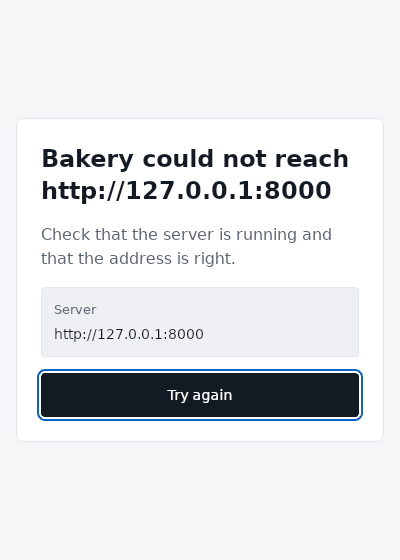 Bakery could not reach
http://127.0.0.1:8000
Check that the server is running and
that the address is right.
Server
http://127.0.0.1:8000
Try again